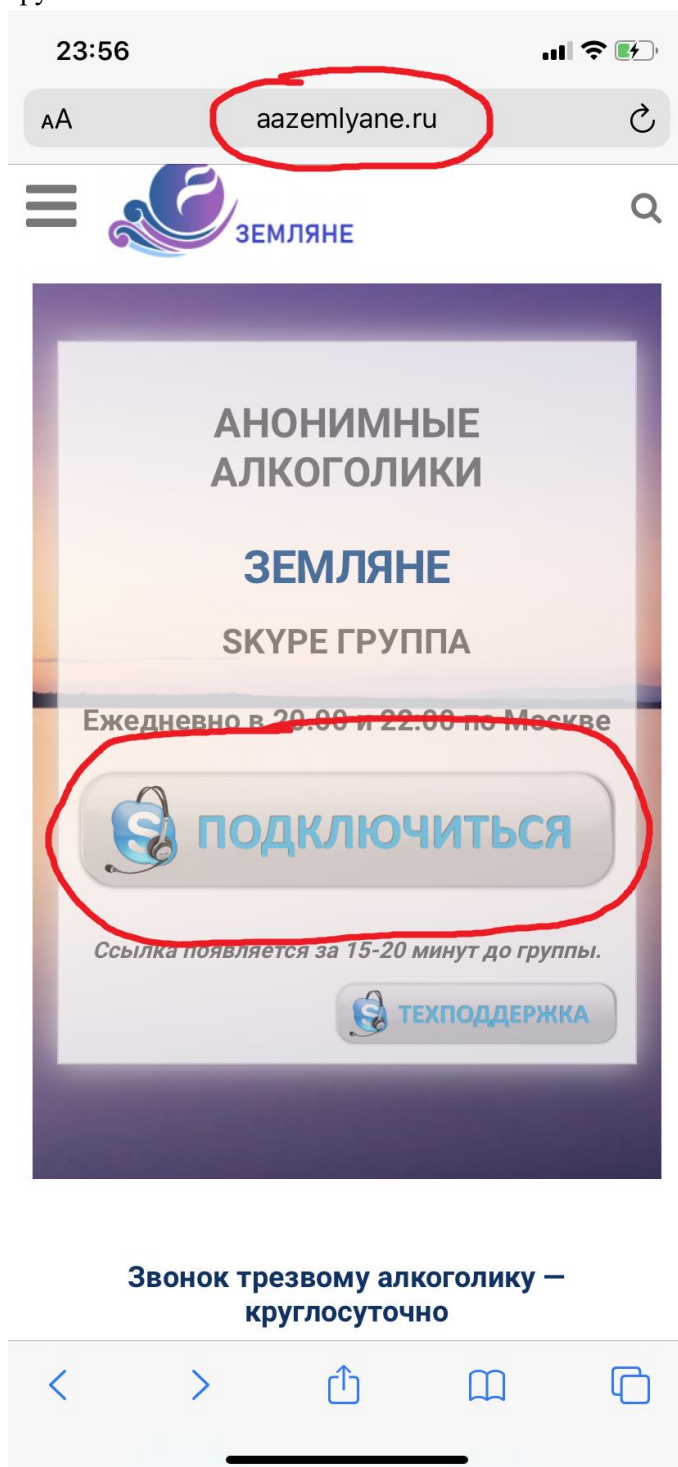 23:56
AA
aazemlyane.ru
ЗЕМЛЯНЕ
АНОНИМНЫЕ
АЛКОГОЛИКИ
ЗЕМЛЯНЕ
SKYPE ГРУППА
Ежедневно в 20:00 и 22:00 по Москве
ПОДКЛЮЧИТЬСЯ
Ссылка появляется за 15-20 минут до группы.
ТЕХПОДДЕРЖКА
Звонок трезвому алкоголику —
круглосуточно